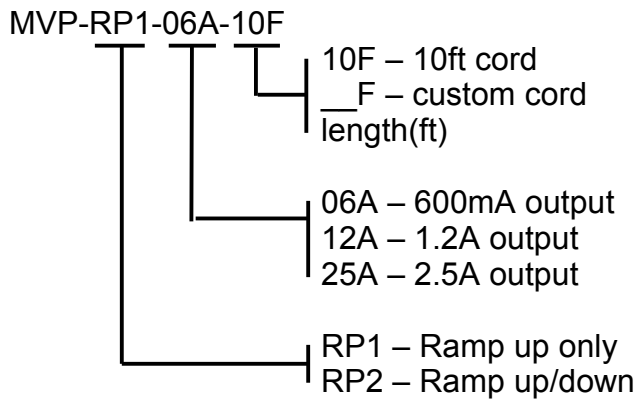 MVP-RP1-06A-10F
10F – 10ft cord
__F – custom cord
length(ft)
06A – 600mA output
12A – 1.2A output
25A – 2.5A output
RP1 – Ramp up only
RP2 – Ramp up/down